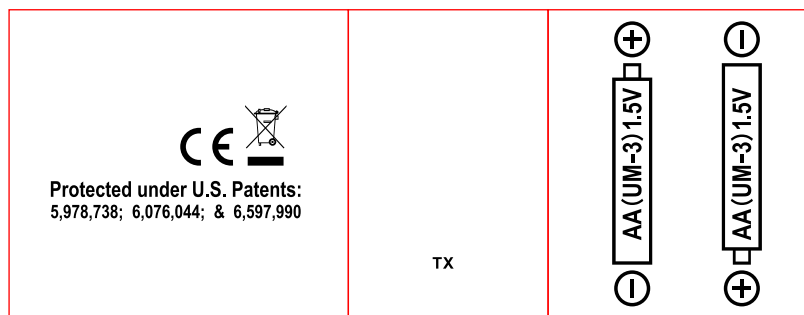 CE
Protected under U.S. Patents:
5,978,738; 6,076,044; & 6,597,990
TX
+
−
AA(UM-3)1.5V
AA(UM-3)1.5V
−
+